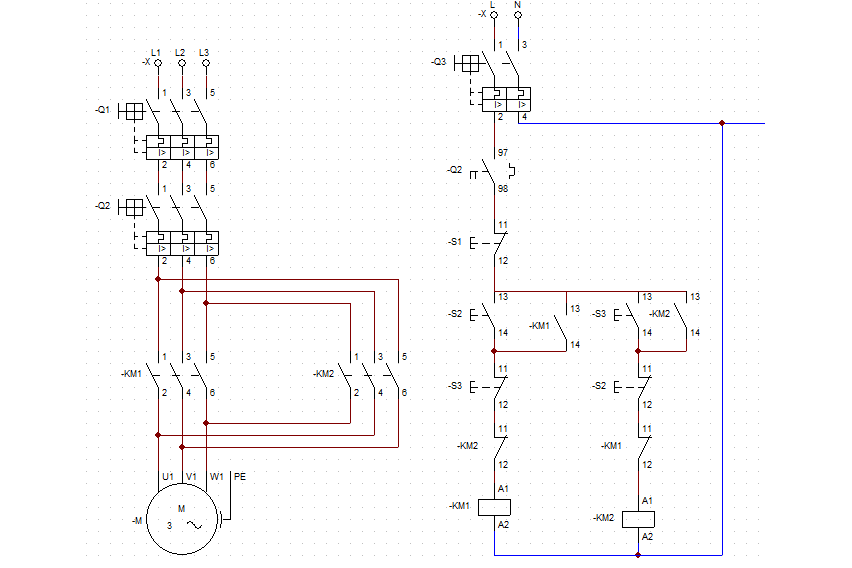 L1 L2 L3
-X
-Q1 1 3 5
I> I> I>
2 4 6
-Q2 1 3 5
I> I> I>
2 4 6
-KM1 1 3 5
2 4 6
-KM2 1 3 5
2 4 6
U1 V1 W1 PE
-M
M
3
L N
-X
-Q3 1 3
I> I>
2 4
97
-Q2
98
11
-S1
12
13
-S2
14
13
-KM1
14
13
-S3
14
13
-KM2
14
11
-S3
12
11
-S2
12
11
-KM2
12
11
-KM1
12
A1
-KM1
A2
A1
-KM2
A2